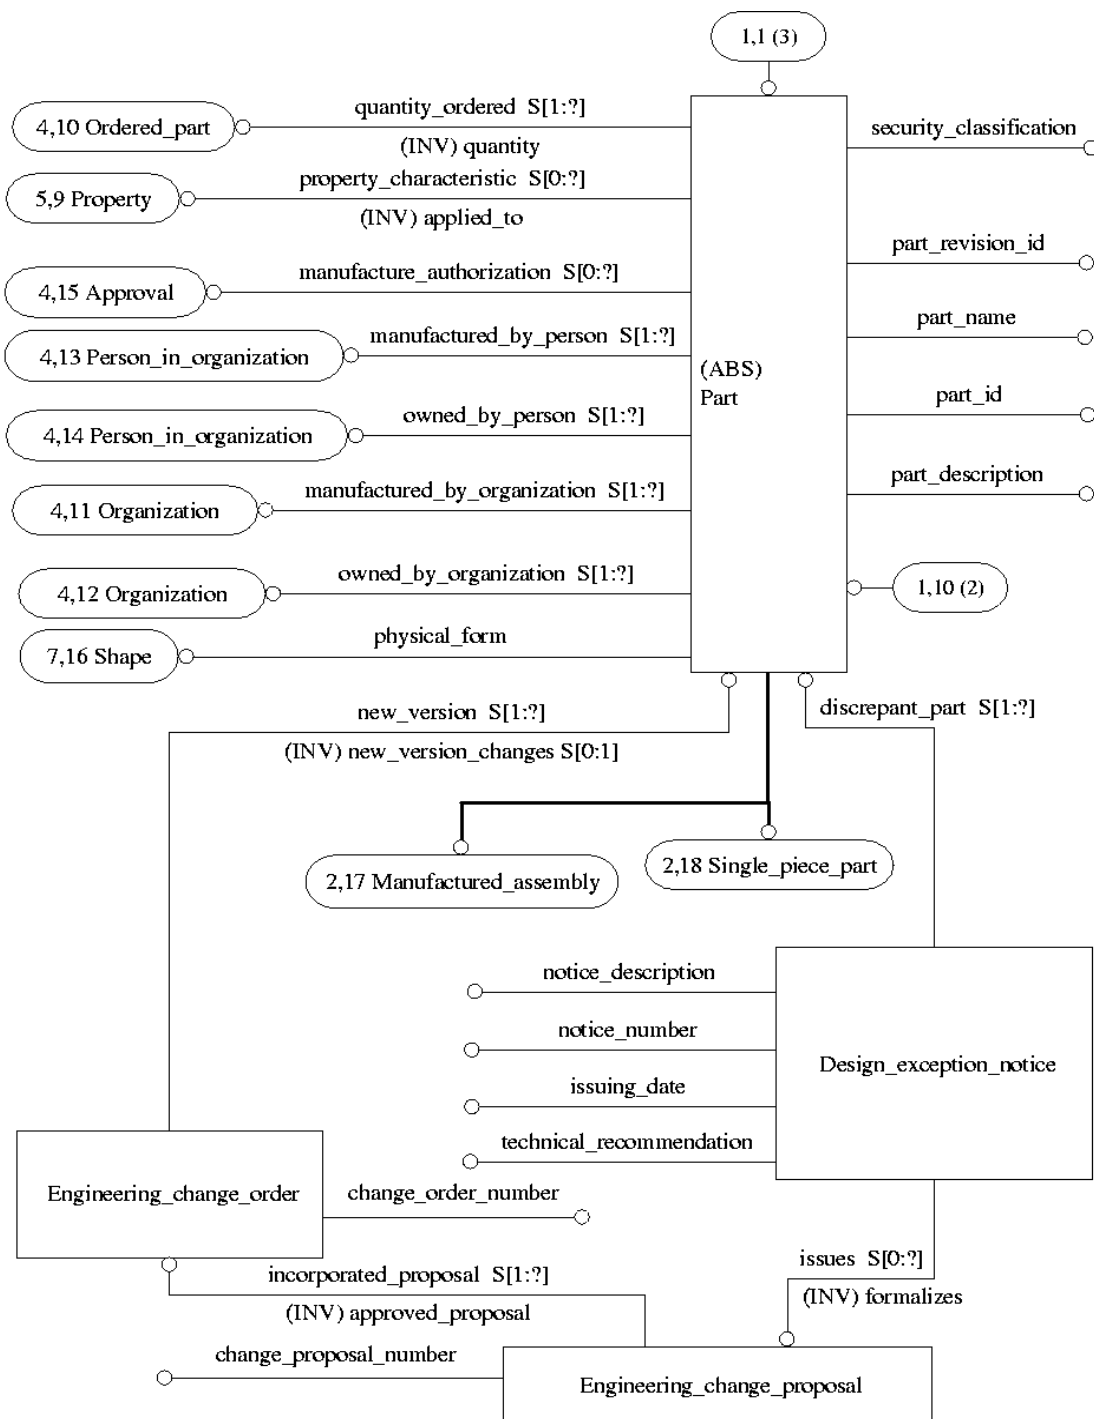 1,1 (3)
4,10 Ordered_part
quantity_ordered S[1:?]
(INV) quantity
5,9 Property
property_characteristic S[0:?]
(INV) applied_to
4,15 Approval
manufacture_authorization S[0:?]
4,13 Person_in_organization
manufactured_by_person S[1:?]
4,14 Person_in_organization
owned_by_person S[1:?]
4,11 Organization
manufactured_by_organization S[1:?]
4,12 Organization
owned_by_organization S[1:?]
7,16 Shape
physical_form
(ABS)
Part
security_classification
part_revision_id
part_name
part_id
part_description
1,10 (2)
new_version S[1:?]
(INV) new_version_changes S[0:1]
discrepant_part S[1:?]
2,17 Manufactured_assembly
2,18 Single_piece_part
notice_description
notice_number
issuing_date
technical_recommendation
Design_exception_notice
Engineering_change_order
change_order_number
incorporated_proposal S[1:?]
(INV) approved_proposal
issues S[0:?]
(INV) formalizes
change_proposal_number
Engineering_change_proposal